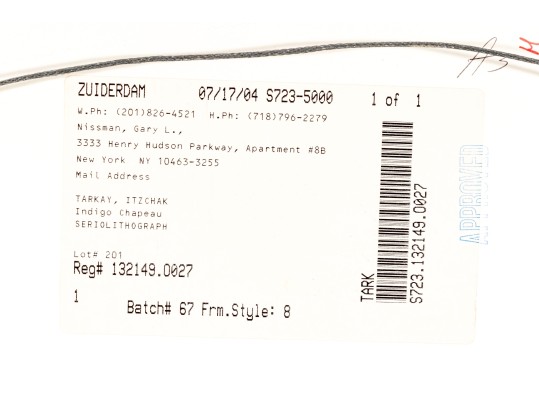 As H
ZUIDERDAM 07/17/04 S723-5000 1 of 1
W.Ph: (201)826-4521 H.Ph: (718)796-2279
Nissman, Gary L.,
3333 Henry Hudson Parkway, Apartment #8B
New York NY 10463-3255
Mail Address
TARKAY, ITZCHAK
Indigo Chapeau
SERIOLITHOGRAPH
Lot# 201
Reg# 132149.0027
1
Batch# 67 Frm.Style: 8
TARK
S723.132149.0027
APPROVED